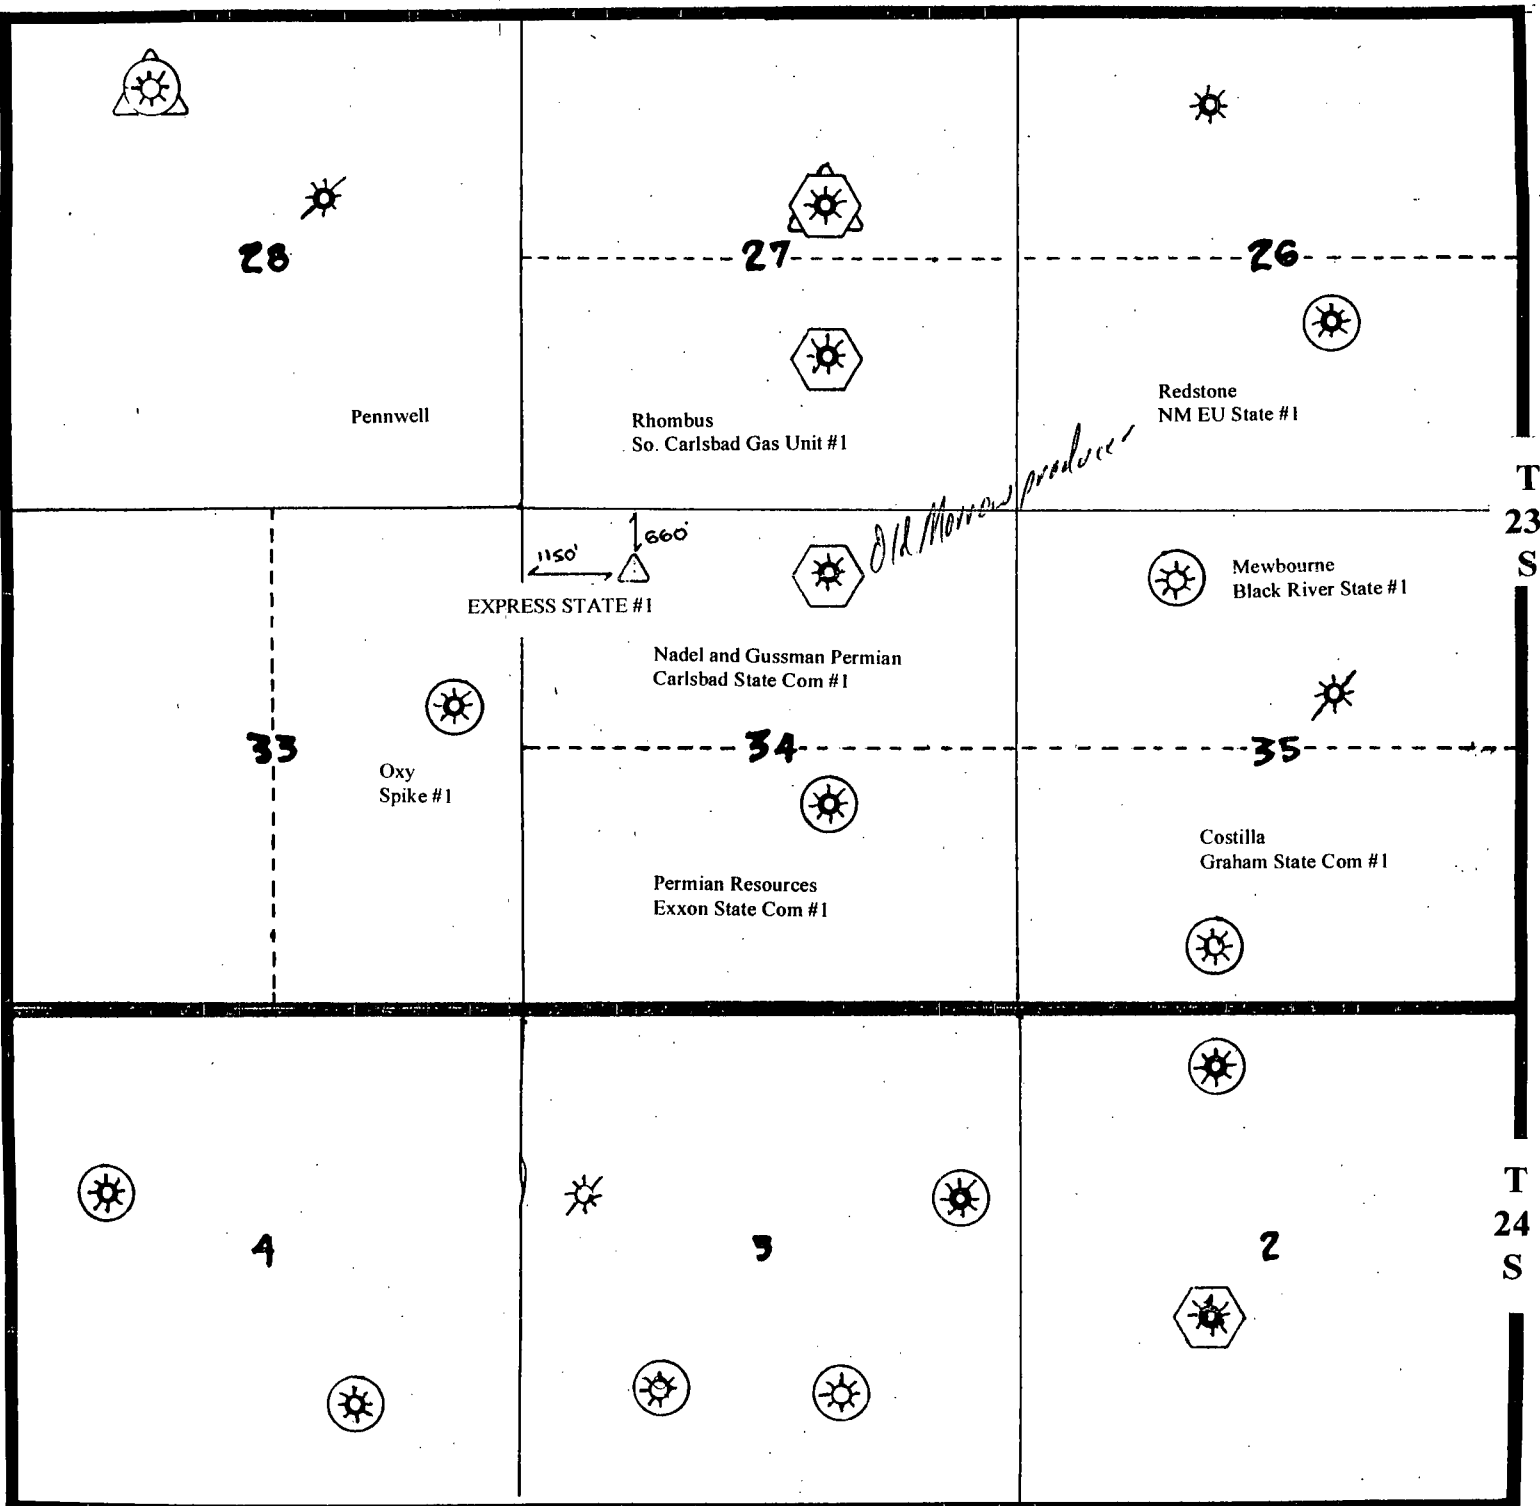 28
27
26
Pennwell
Rhombus
So. Carlsbad Gas Unit #1
Redstone
NM EU State #1
Old Morrow producer
T
23
S
1150'
660'
EXPRESS STATE #1
Mewbourne
Black River State #1
Nadel and Gussman Permian
Carlsbad State Com #1
33
34
35
Oxy
Spike #1
Costilla
Graham State Com #1
Permian Resources
Exxon State Com #1
T
24
S
4
3
2